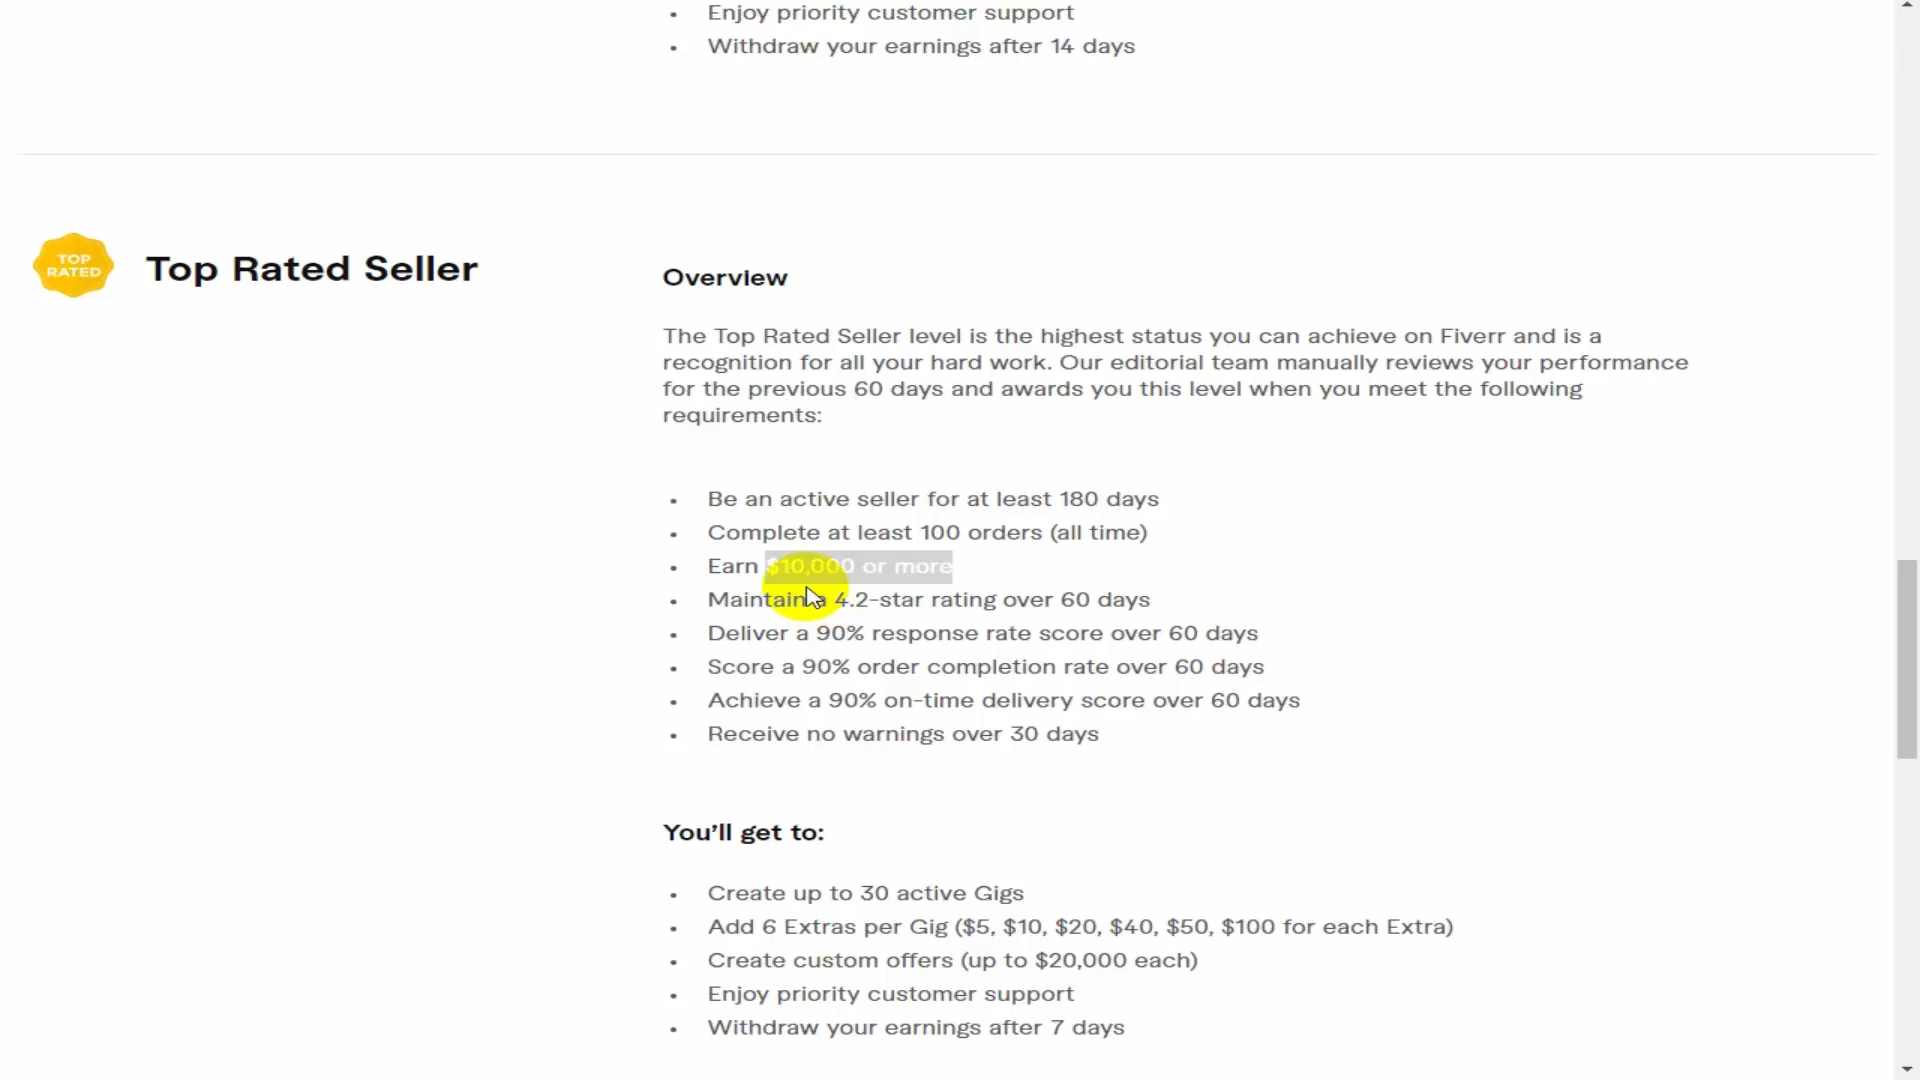 • Enjoy priority customer support
• Withdraw your earnings after 14 days
TOP
RATED
Top Rated Seller
Overview
The Top Rated Seller level is the highest status you can achieve on Fiverr and is a
recognition for all your hard work. Our editorial team manually reviews your performance
for the previous 60 days and awards you this level when you meet the following
requirements:
• Be an active seller for at least 180 days
• Complete at least 100 orders (all time)
• Earn $10,000 or more
• Maintain a 4.2-star rating over 60 days
• Deliver a 90% response rate score over 60 days
• Score a 90% order completion rate over 60 days
• Achieve a 90% on-time delivery score over 60 days
• Receive no warnings over 30 days
You’ll get to:
• Create up to 30 active Gigs
• Add 6 Extras per Gig ($5, $10, $20, $40, $50, $100 for each Extra)
• Create custom offers (up to $20,000 each)
• Enjoy priority customer support
• Withdraw your earnings after 7 days